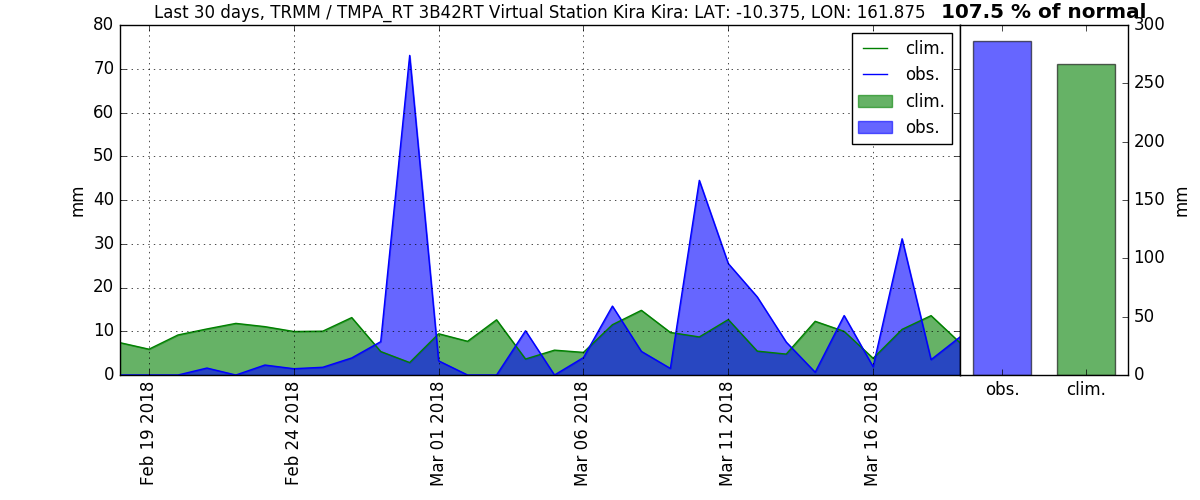 Last 30 days, TRMM / TMPA_RT 3B42RT Virtual Station Kira Kira: LAT: -10.375, LON: 161.875
107.5 % of normal
80
70
60
50
40
30
20
10
0
mm
clim.
obs.
clim.
obs.
Feb 19 2018
Feb 24 2018
Mar 01 2018
Mar 06 2018
Mar 11 2018
Mar 16 2018
300
250
200
150
100
50
0
mm
obs.
clim.